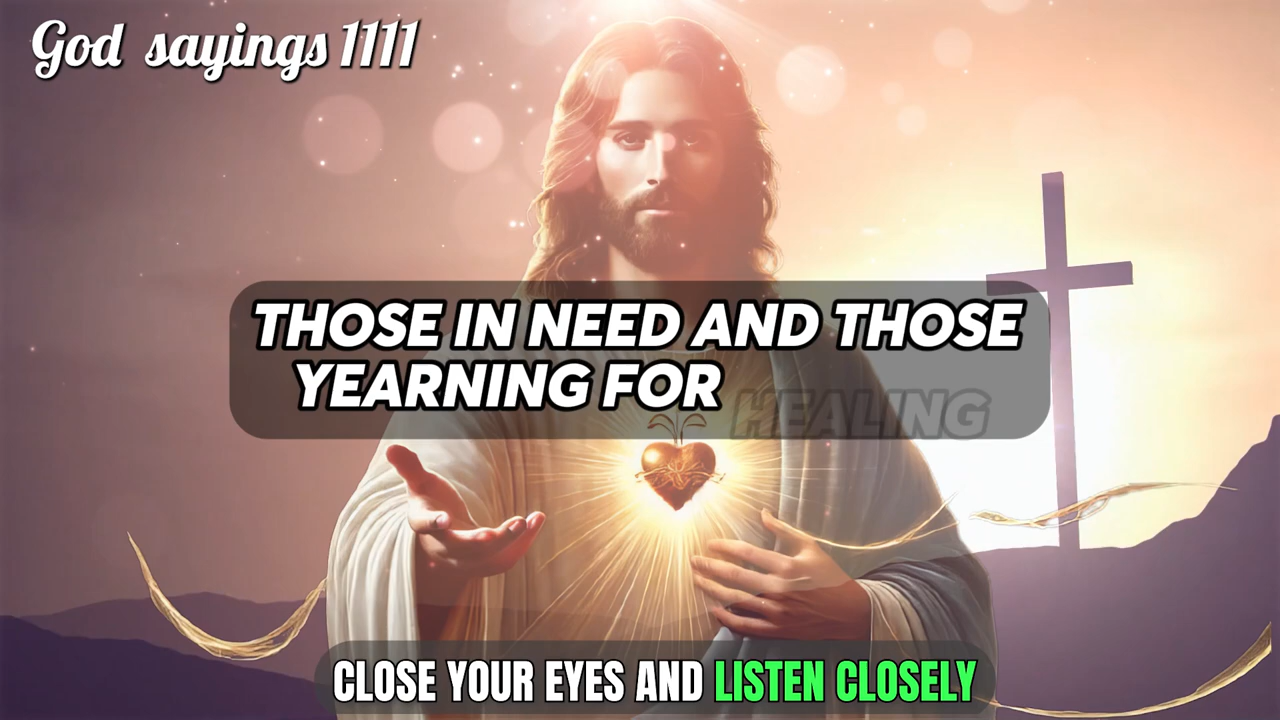 God sayings 1111
THOSE IN NEED AND THOSE
YEARNING FOR HEALING
CLOSE YOUR EYES AND LISTEN CLOSELY